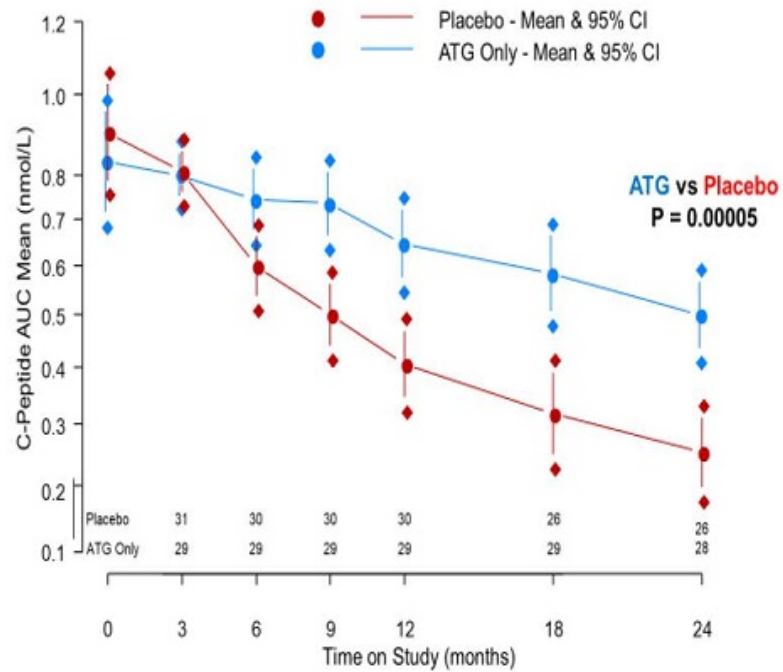 Placebo - Mean & 95% CI
ATG Only - Mean & 95% CI
C-Peptide AUC Mean (nmol/L)
1.2
1.0
0.8
0.7
0.6
0.5
0.4
0.3
0.2
0.1
ATG vs Placebo
P = 0.00005
Placebo 31 30 30 30 26 26
ATG Only 29 29 29 29 29 28
0 3 6 9 12 18 24
Time on Study (months)